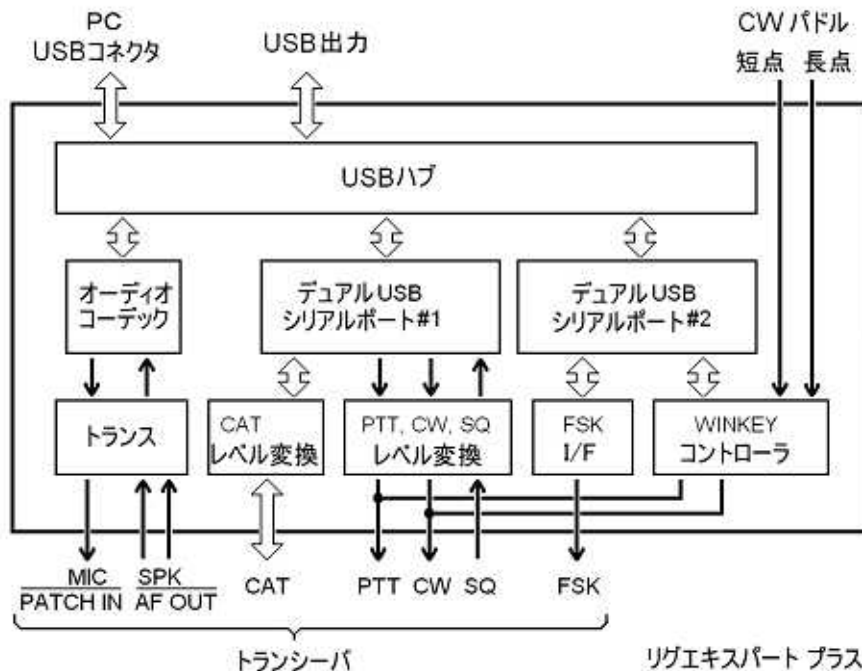 PC
USBコネクタ
USB出力
CWパドル
短点 長点
USBハブ
オーディオ
コーデック
デュアルUSB
シリアルポート#1
デュアルUSB
シリアルポート#2
トランス
CAT
レベル変換
PTT, CW, SQ
レベル変換
FSK
I/F
WINKEY
コントローラ
MIC
PATCH IN
SPK
AF OUT
CAT
PTT CW SQ
FSK
トランシーバ
リグエキスパート プラス